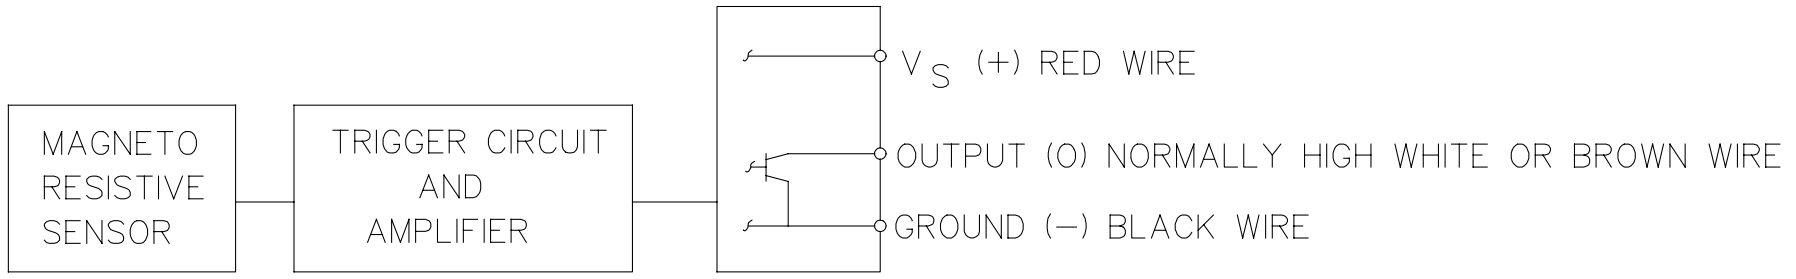 MAGNETO
RESISTIVE
SENSOR
TRIGGER CIRCUIT
AND
AMPLIFIER
VS (+) RED WIRE
OUTPUT (O) NORMALLY HIGH WHITE OR BROWN WIRE
GROUND (−) BLACK WIRE